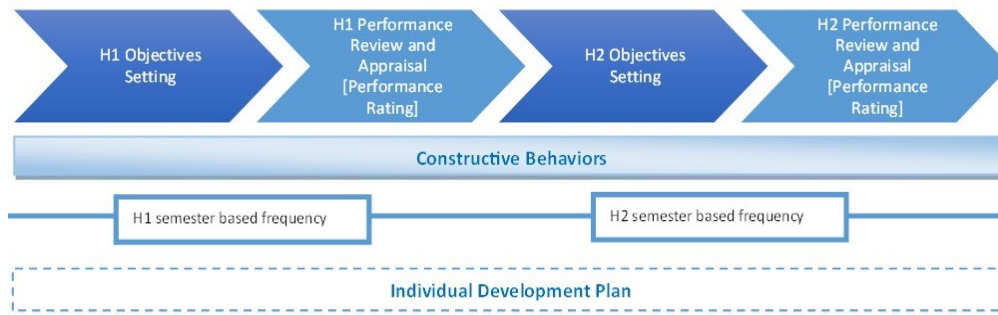 H1 Objectives
Setting
H1 Performance
Review and
Appraisal
[Performance
Rating]
H2 Objectives
Setting
H2 Performance
Review and
Appraisal
[Performance
Rating]
Constructive Behaviors
H1 semester based frequency
H2 semester based frequency
Individual Development Plan